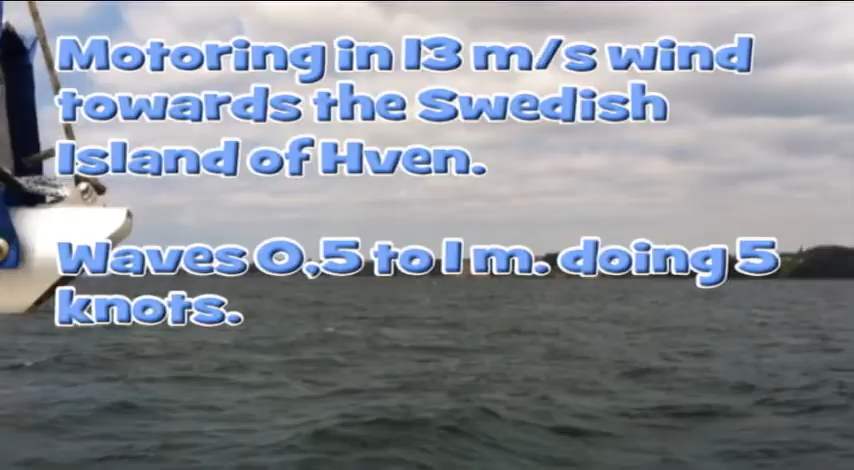 Motoring in 13 m/s wind
towards the Swedish
Island of Hven.
Waves 0,5 to 1 m. doing 5
knots.